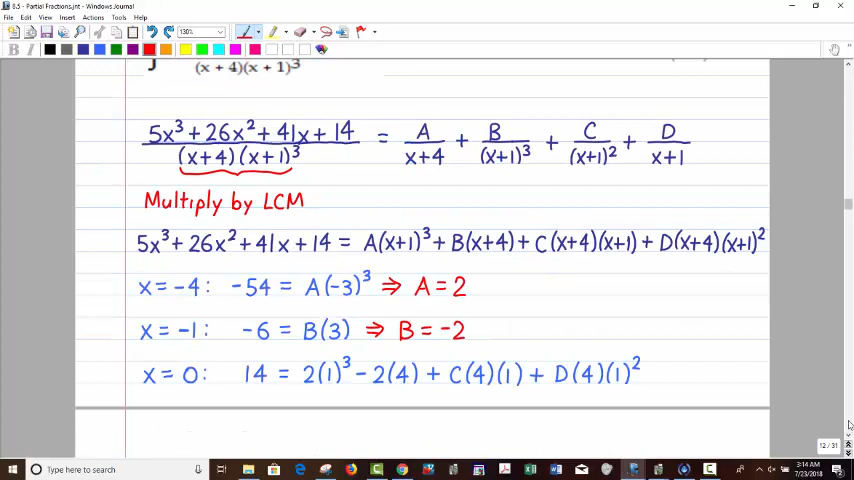 8.5 - Partial Fractions.jnt - Windows Journal
File Edit View Insert Actions Tools Help
130%
B I
(x + 4)(x + 1)³
5x³ + 26x² + 41x + 14 / (x+4)(x+1)³ = A/(x+4) + B/(x+1)³ + C/(x+1)² + D/(x+1)
Multiply by LCM
5x³ + 26x² + 41x + 14 = A(x+1)³ + B(x+4) + C(x+4)(x+1) + D(x+4)(x+1)²
x = -4: -54 = A(-3)³ ⇒ A = 2
x = -1: -6 = B(3) ⇒ B = -2
x = 0: 14 = 2(1)³ - 2(4) + C(4)(1) + D(4)(1)²
12 / 31
Type here to search
3:14 AM
7/23/2018